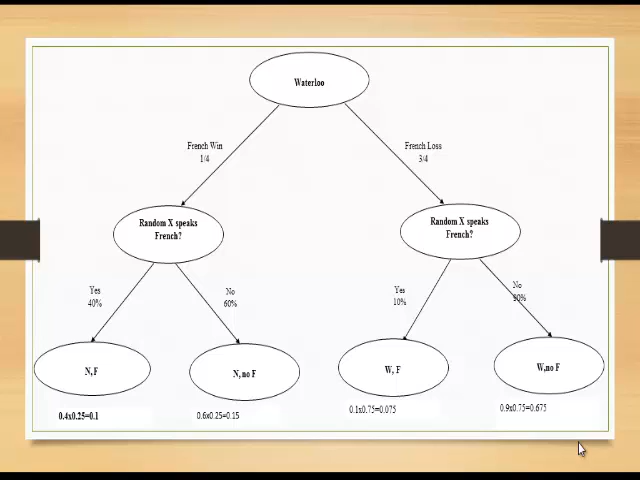 Waterloo
French Win
1/4
French Loss
3/4
Random X speaks
French?
Random X speaks
French?
Yes
40%
No
60%
Yes
10%
No
90%
N, F
N, no F
W, F
W,no F
0.4x0.25=0.1
0.6x0.25=0.15
0.1x0.75=0.075
0.9x0.75=0.675